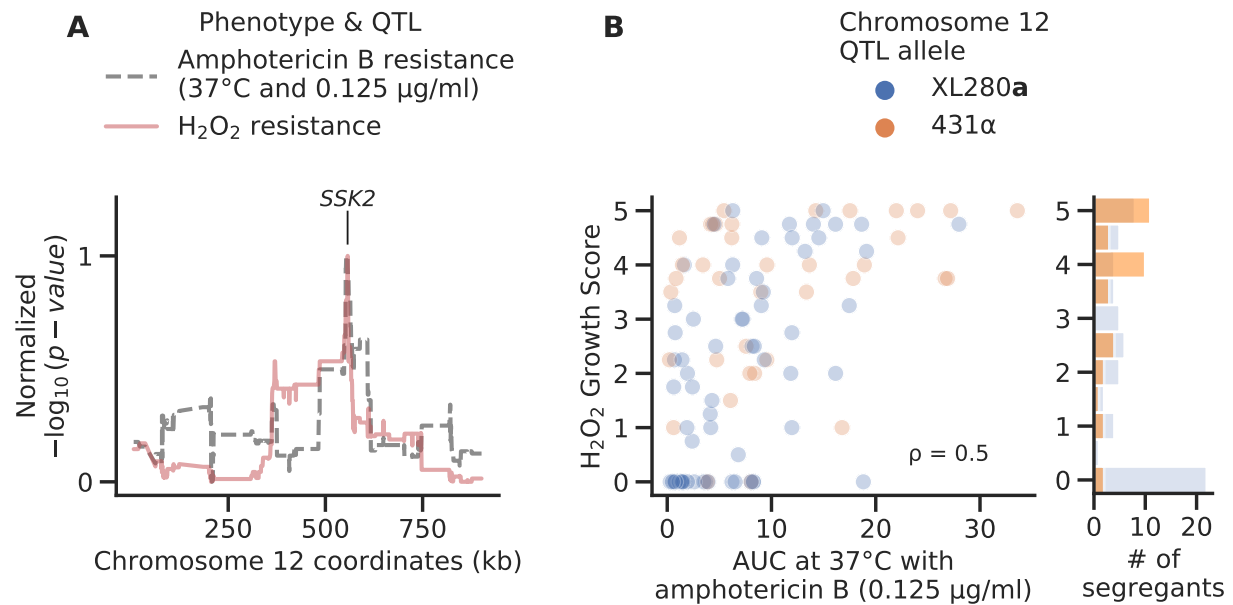 A
Phenotype & QTL
Amphotericin B resistance
(37°C and 0.125 µg/ml)
H₂O₂ resistance
SSK2
1
0
Normalized
−log₁₀(p − value)
250
500
750
Chromosome 12 coordinates (kb)
B
Chromosome 12
QTL allele
XL280a
431α
5
4
3
2
1
0
H₂O₂ Growth Score
ρ = 0.5
0
10
20
30
AUC at 37°C with
amphotericin B (0.125 µg/ml)
5
4
3
2
1
0
0
10
20
# of
segregants